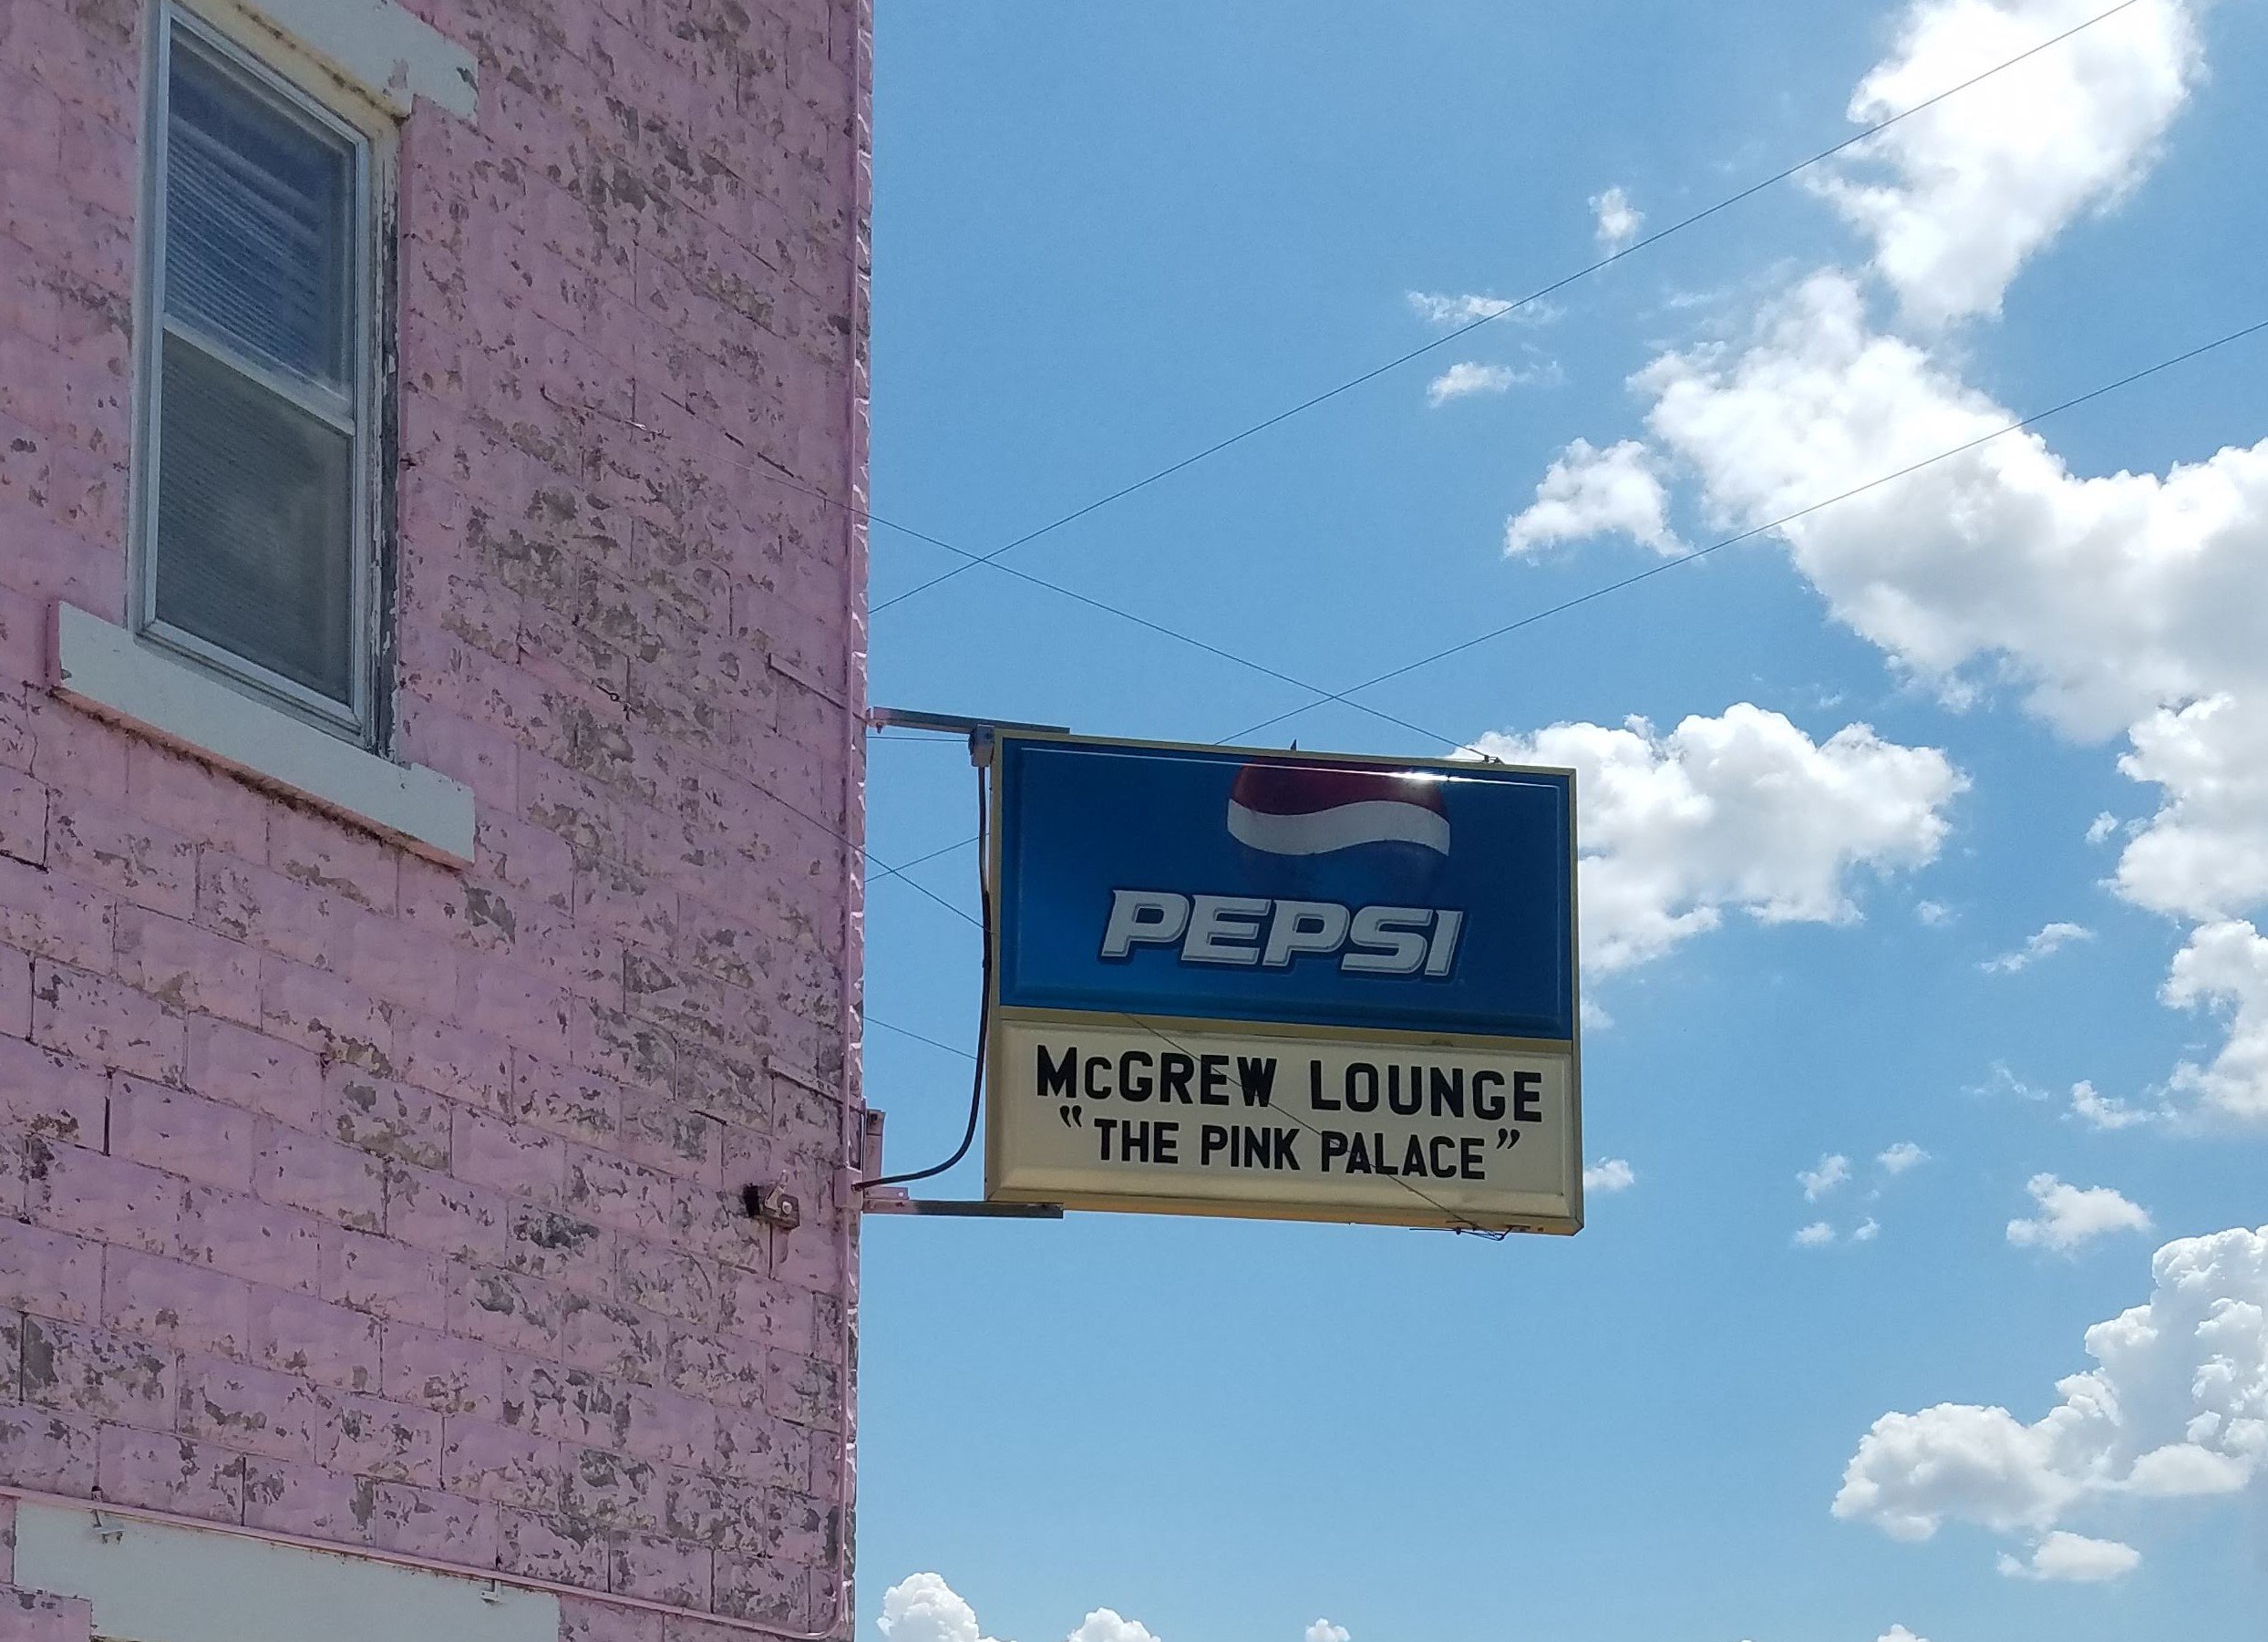 PEPSI
McGREW LOUNGE
“THE PINK PALACE”